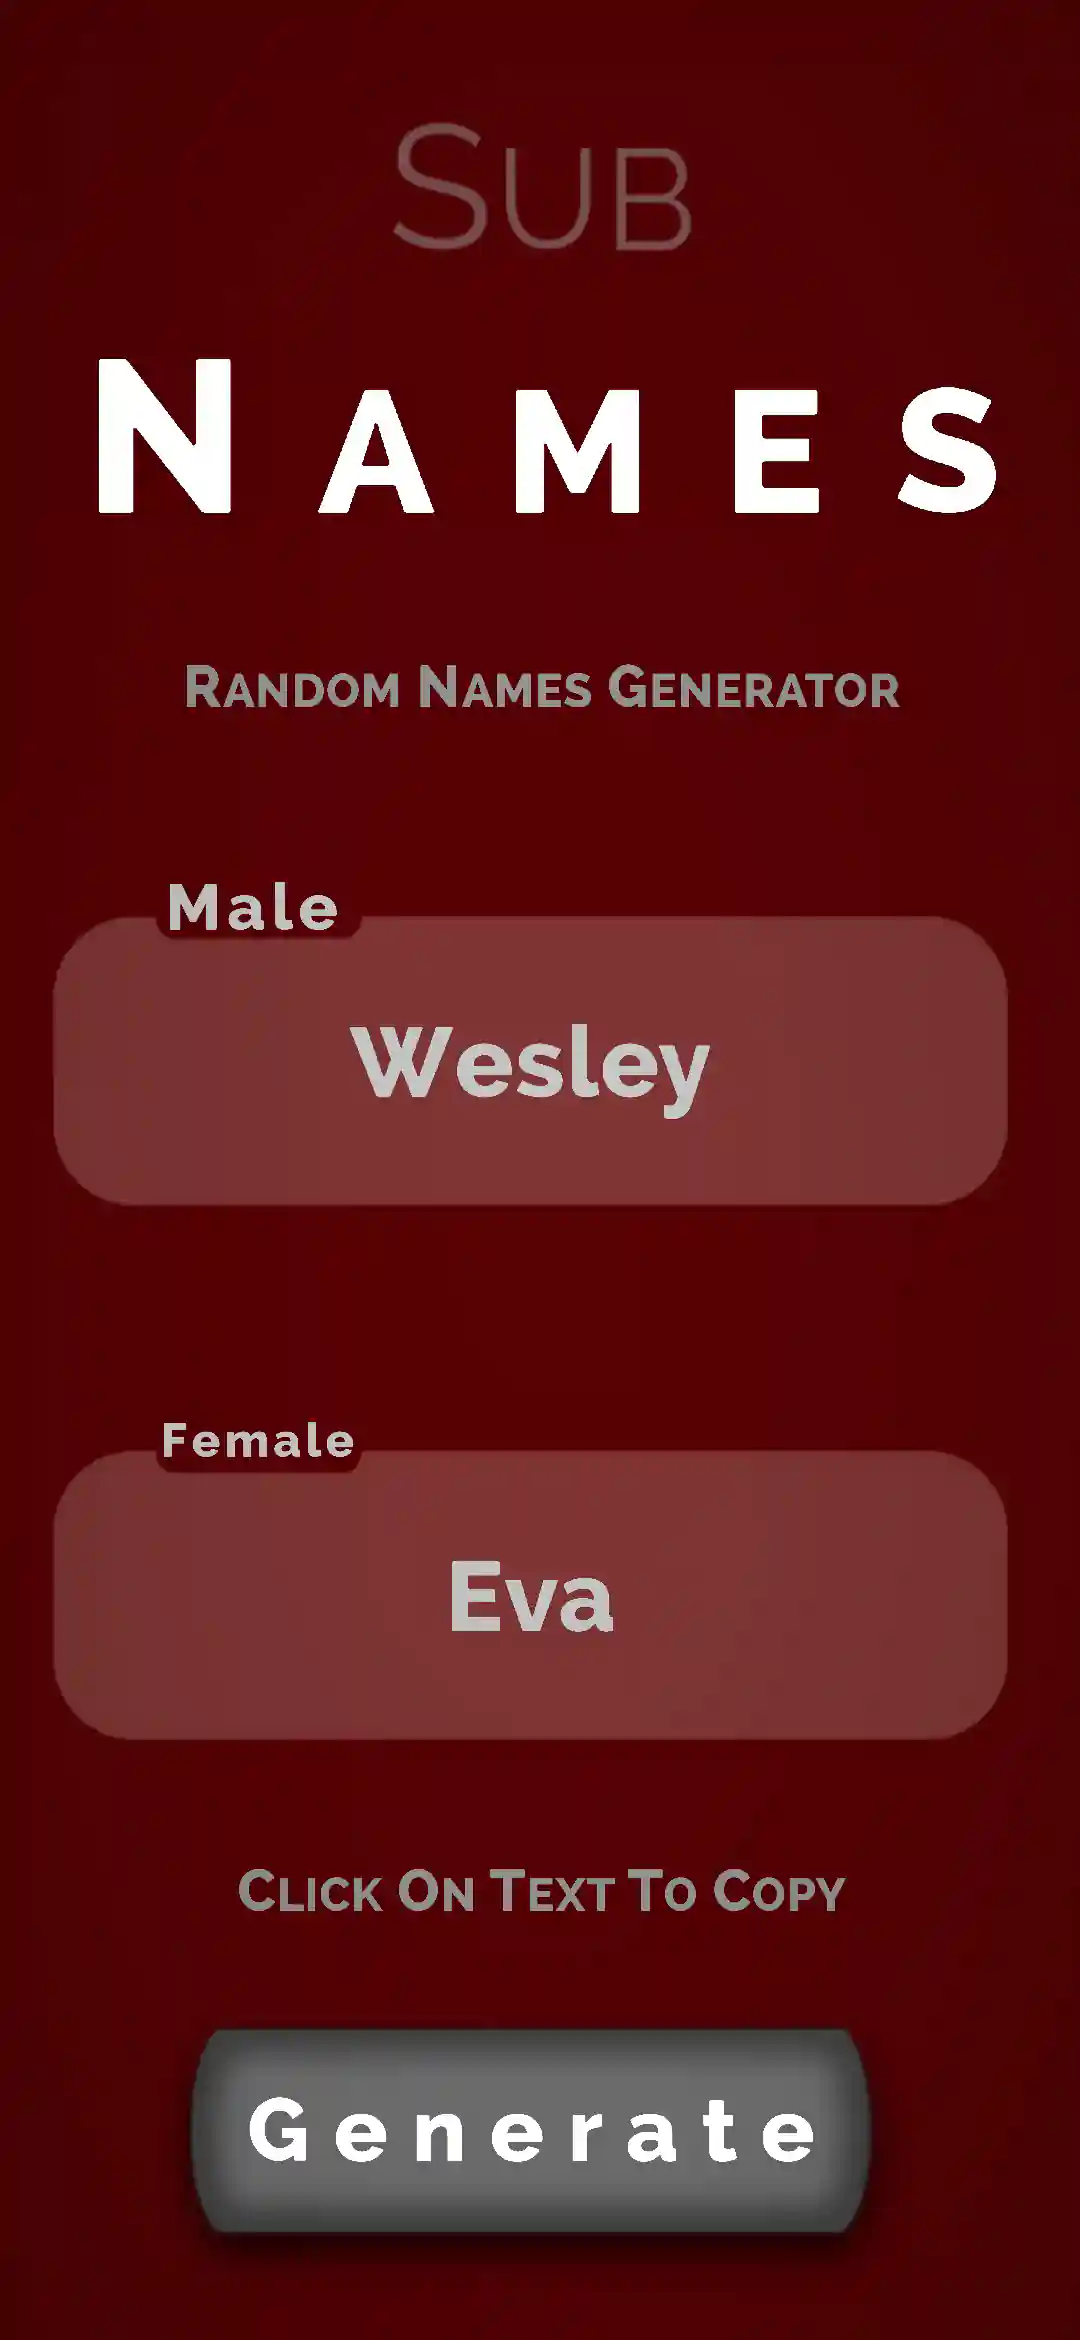 Sub
Names
Random Names Generator
Male
Wesley
Female
Eva
Click On Text To Copy
Generate